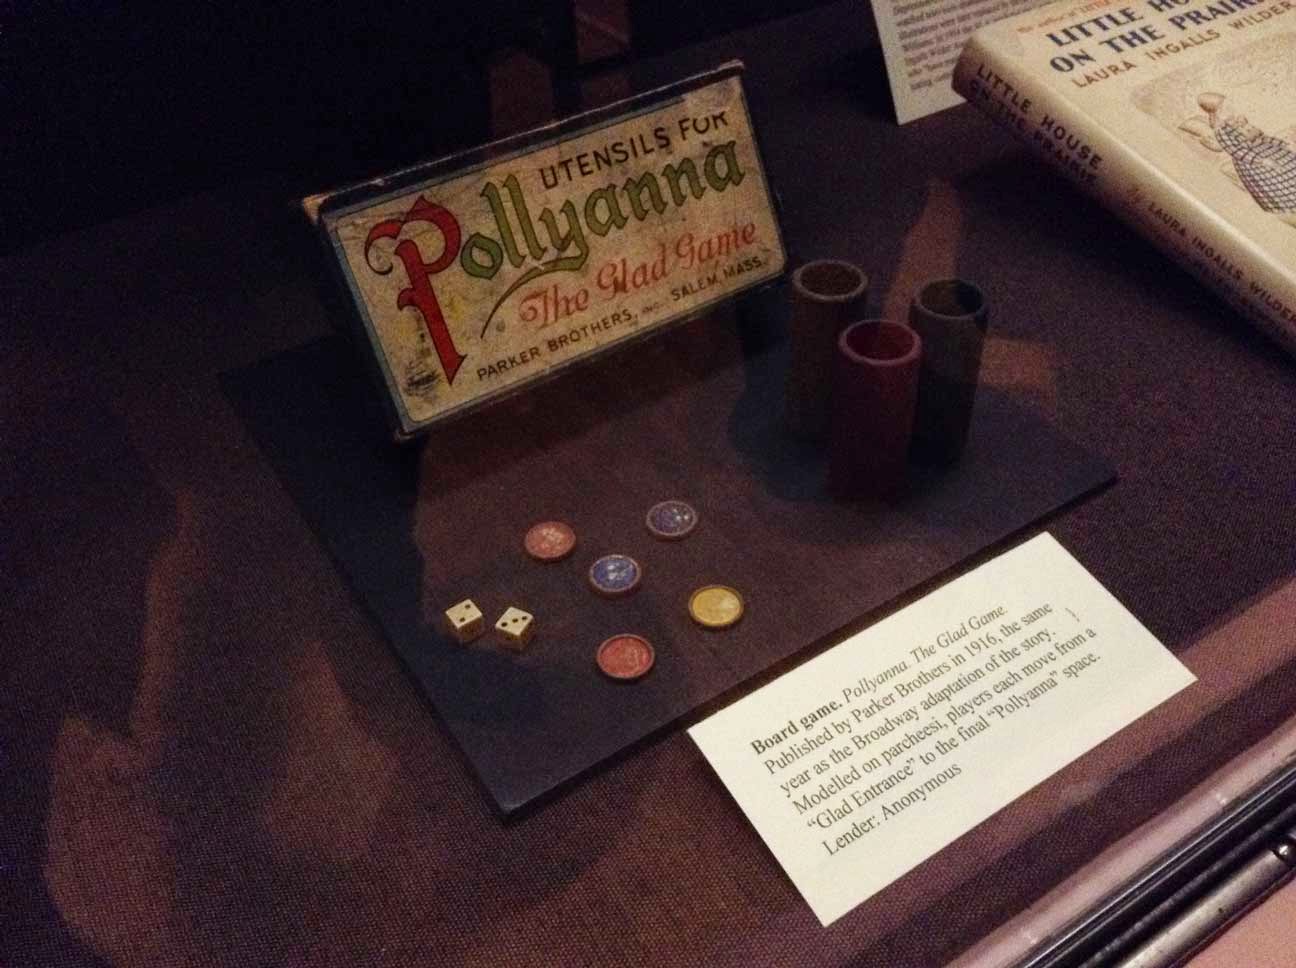 UTENSILS FOR
Pollyanna
The Glad Game
PARKER BROTHERS, INC. SALEM, MASS.
LITTLE HO
ON THE PRAIRI
LAURA INGALLS WILDER
LITTLE HOUSE
ON THE PRAIRIE
By LAURA INGALLS WILDER
Board game. Pollyanna. The Glad Game.
Published by Parker Brothers in 1916, the same
year as the Broadway adaptation of the story.
Modelled on parcheesi, players each move from a
“Glad Entrance” to the final “Pollyanna” space.
Lender: Anonymous